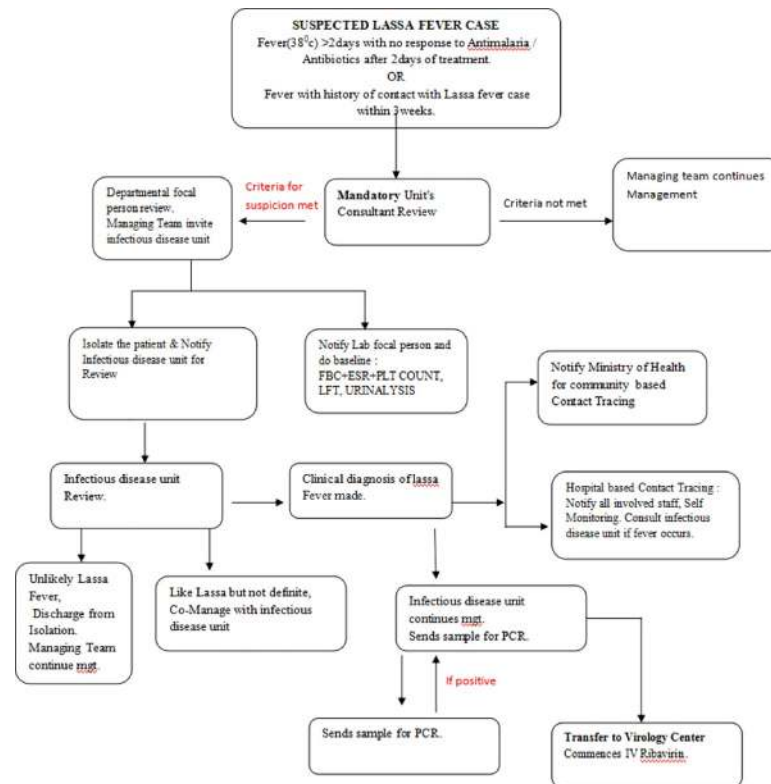 SUSPECTED LASSA FEVER CASE
Fever(38⁰c) >2days with no response to Antimalaria /
Antibiotics after 2days of treatment.
OR
Fever with history of contact with Lassa fever case
within 3weeks.
Departmental focal
person review.
Managing Team invite
infectious disease unit
Criteria for
suspicion met
Mandatory Unit's
Consultant Review
Criteria not met
Managing team continues
Management
Isolate the patient & Notify
Infectious disease unit for
Review
Notify Lab focal person and
do baseline :
FBC+ESR+PLT COUNT,
LFT, URINALYSIS
Notify Ministry of Health
for community based
Contact Tracing
Infectious disease unit
Review.
Clinical diagnosis of lassa
Fever made.
Hospital based Contact Tracing :
Notify all involved staff, Self
Monitoring. Consult infectious
disease unit if fever occurs.
Unlikely Lassa
Fever,
Discharge from
Isolation.
Managing Team
continue mgt.
Like Lassa but not definite,
Co-Manage with infectious
disease unit
Infectious disease unit
continues mgt.
Sends sample for PCR.
If positive
Sends sample for PCR.
Transfer to Virology Center
Commences IV Ribavirin.